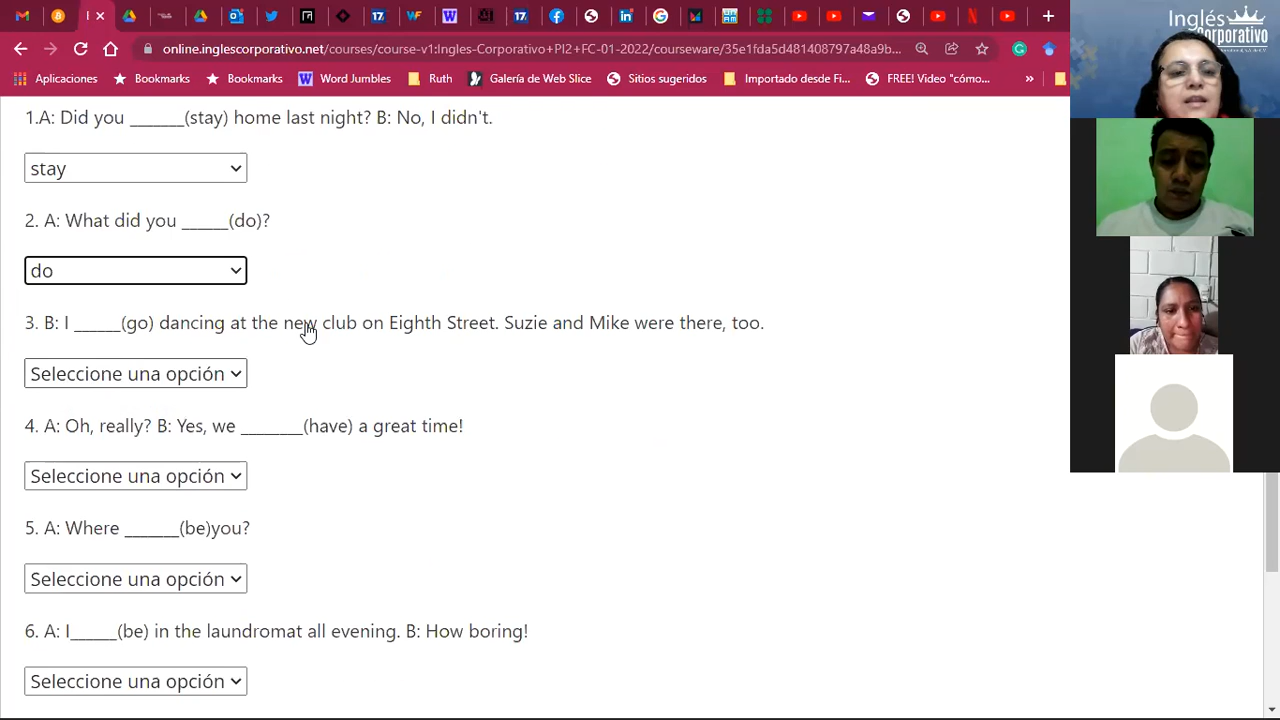 online.inglescorporativo.net/courses/course-v1:Ingles-Corporativo+PI2+FC-01-2022/courseware/35e1fda5d481408797a48a9b...
Aplicaciones Bookmarks Bookmarks Word Jumbles Ruth Galería de Web Slice Sitios sugeridos Importado desde Fi... FREE! Video "cómo... »
Inglés
Corporativo
1.A: Did you _______(stay) home last night? B: No, I didn't.
stay
2. A: What did you ______(do)?
do
3. B: I ______(go) dancing at the new club on Eighth Street. Suzie and Mike were there, too.
Seleccione una opción
4. A: Oh, really? B: Yes, we ________(have) a great time!
Seleccione una opción
5. A: Where _______(be)you?
Seleccione una opción
6. A: I______(be) in the laundromat all evening. B: How boring!
Seleccione una opción